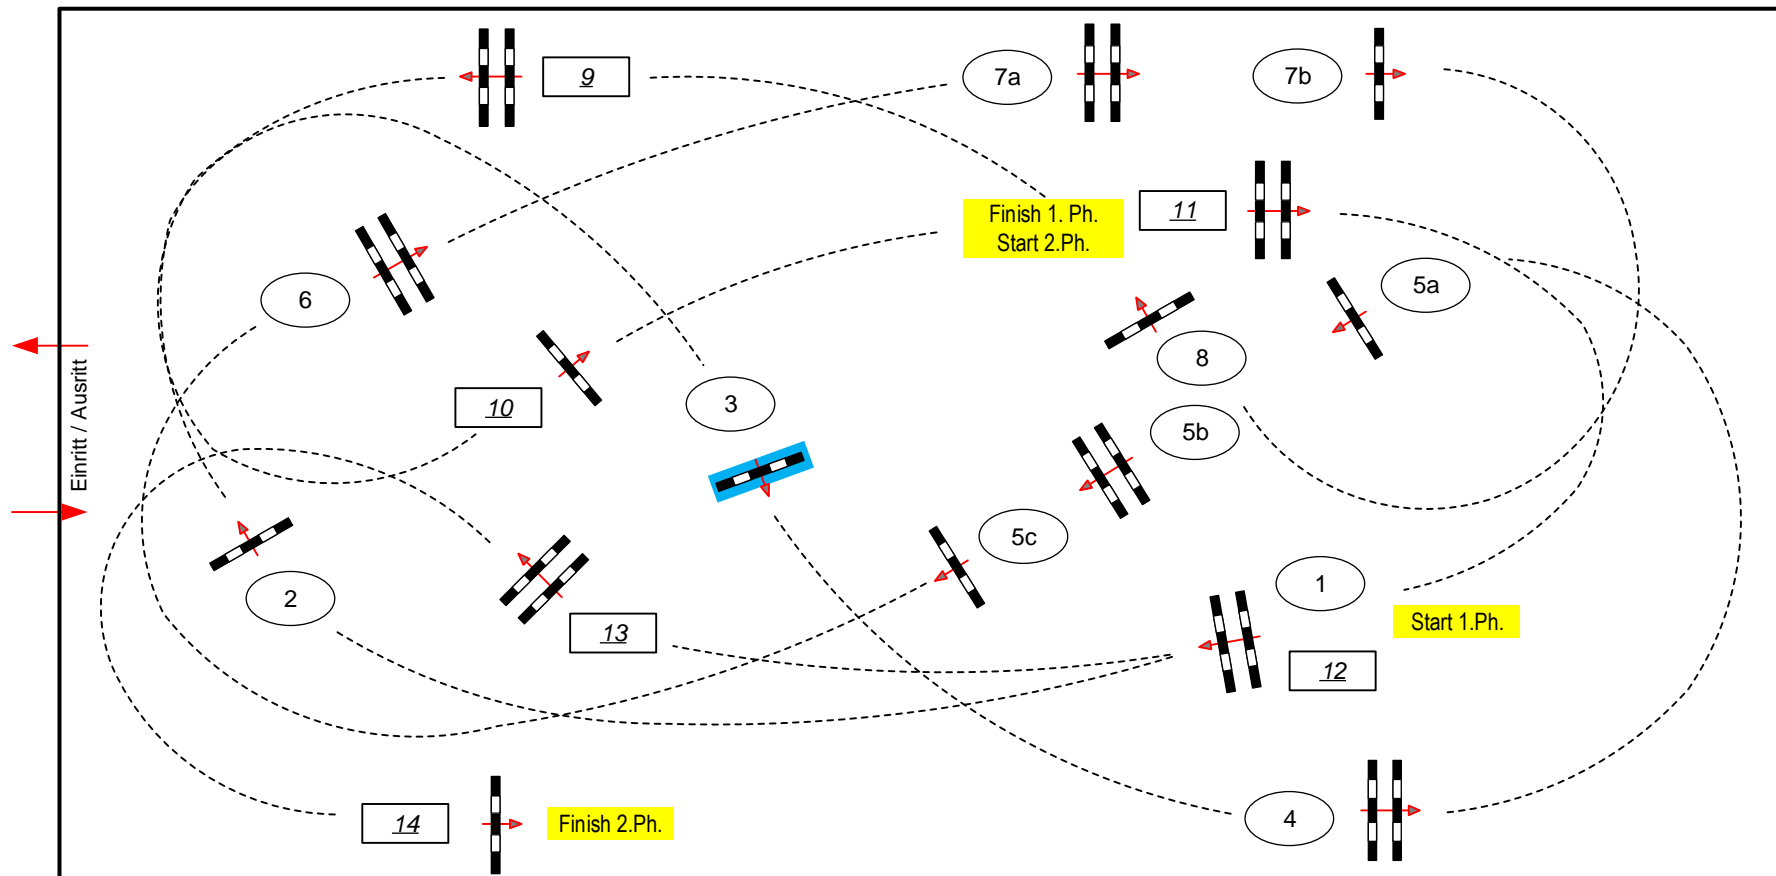 9
7a
7b
Finish 1. Ph.
Start 2.Ph.
11
5a
6
8
Einritt / Ausritt
10
3
5b
5c
1
2
Start 1.Ph.
13
12
14
Finish 2.Ph.
4